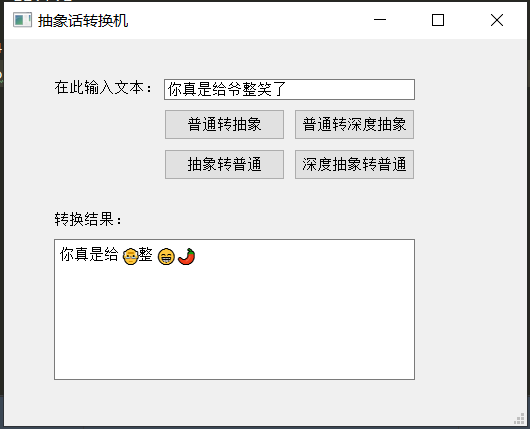 抽象话转换机
在此输入文本： 你真是给爷整笑了
普通转抽象 普通转深度抽象
抽象转普通 深度抽象转普通
转换结果：
你真是给👴整😁🌶